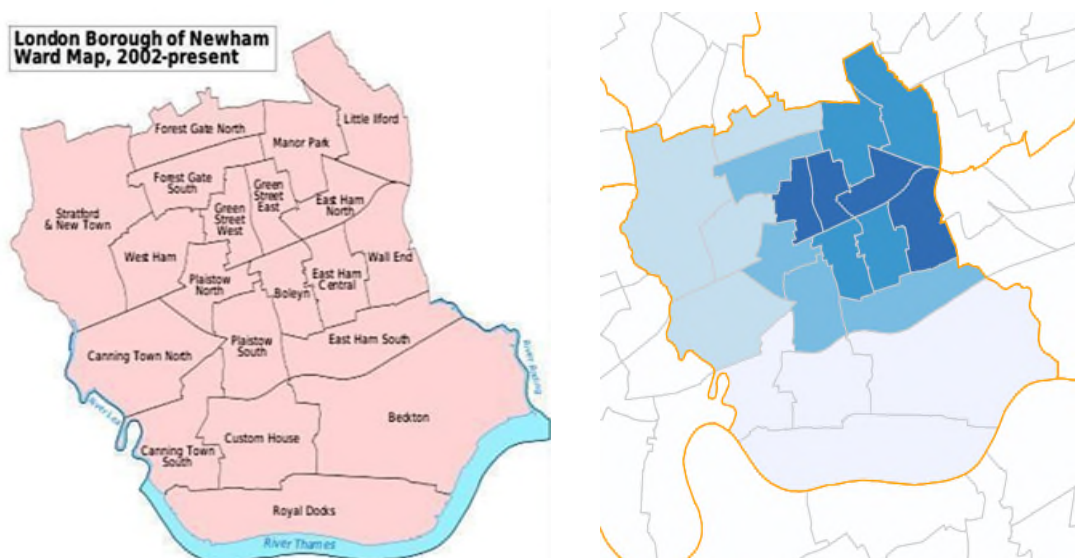 London Borough of Newham
Ward Map, 2002-present
Little Ilford
Forest Gate North
Manor Park
Forest Gate
South
Green
Street
East
East Ham
North
Stratford
& New Town
Green
Street
West
West Ham
Wall End
Plaistow
North
East Ham
Central
Boleyn
Plaistow
South
East Ham South
Canning Town North
River Roding
River Lea
Beckton
Custom House
Canning Town
South
Royal Docks
River Thames